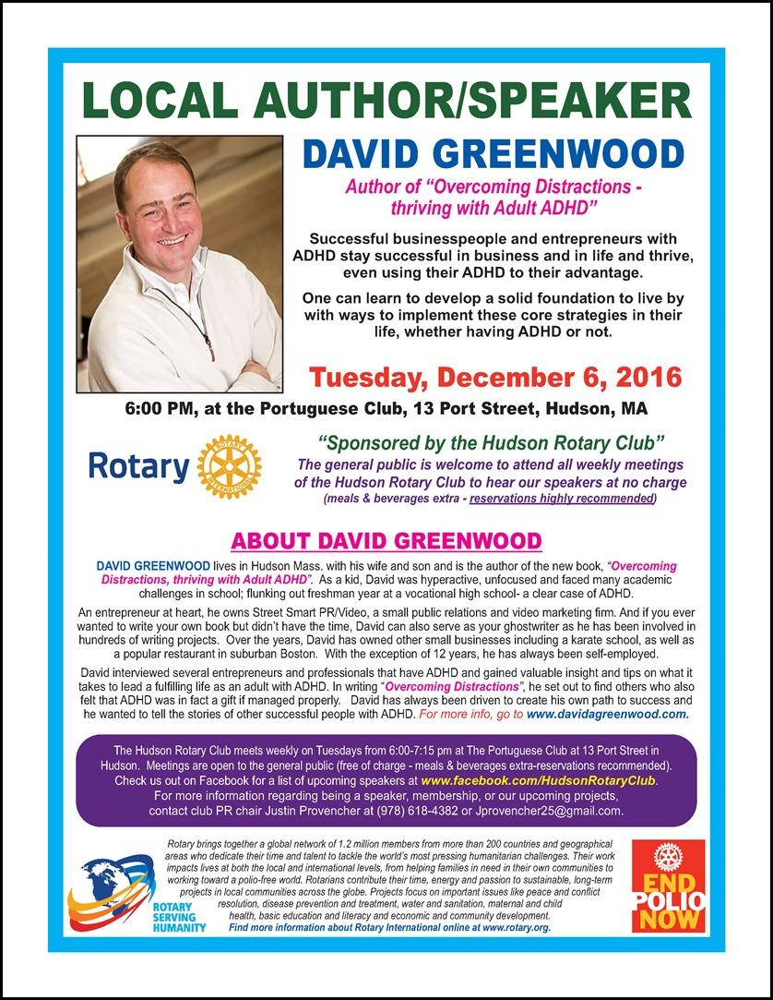 LOCAL AUTHOR/SPEAKER
DAVID GREENWOOD
Author of “Overcoming Distractions -
thriving with Adult ADHD”
Successful businesspeople and entrepreneurs with
ADHD stay successful in business and in life and thrive,
even using their ADHD to their advantage.
One can learn to develop a solid foundation to live by
with ways to implement these core strategies in their
life, whether having ADHD or not.
Tuesday, December 6, 2016
6:00 PM, at the Portuguese Club, 13 Port Street, Hudson, MA
Rotary
ROTARY
INTERNATIONAL
“Sponsored by the Hudson Rotary Club”
The general public is welcome to attend all weekly meetings
of the Hudson Rotary Club to hear our speakers at no charge
(meals & beverages extra - reservations highly recommended)
ABOUT DAVID GREENWOOD
DAVID GREENWOOD lives in Hudson Mass. with his wife and son and is the author of the new book, “Overcoming
Distractions, thriving with Adult ADHD”. As a kid, David was hyperactive, unfocused and faced many academic
challenges in school; flunking out freshman year at a vocational high school- a clear case of ADHD.
An entrepreneur at heart, he owns Street Smart PR/Video, a small public relations and video marketing firm. And if you ever
wanted to write your own book but didn’t have the time, David can also serve as your ghostwriter as he has been involved in
hundreds of writing projects. Over the years, David has owned other small businesses including a karate school, as well as
a popular restaurant in suburban Boston. With the exception of 12 years, he has always been self-employed.
David interviewed several entrepreneurs and professionals that have ADHD and gained valuable insight and tips on what it
takes to lead a fulfilling life as an adult with ADHD. In writing “Overcoming Distractions”, he set out to find others who also
felt that ADHD was in fact a gift if managed properly. David has always been driven to create his own path to success and
he wanted to tell the stories of other successful people with ADHD. For more info, go to www.davidagreenwood.com.
The Hudson Rotary Club meets weekly on Tuesdays from 6:00-7:15 pm at The Portuguese Club at 13 Port Street in
Hudson. Meetings are open to the general public (free of charge - meals & beverages extra-reservations recommended).
Check us out on Facebook for a list of upcoming speakers at www.facebook.com/HudsonRotaryClub.
For more information regarding being a speaker, membership, or our upcoming projects,
contact club PR chair Justin Provencher at (978) 618-4382 or Jprovencher25@gmail.com.
Rotary brings together a global network of 1.2 million members from more than 200 countries and geographical
areas who dedicate their time and talent to tackle the world’s most pressing humanitarian challenges. Their work
impacts lives at both the local and international levels, from helping families in need in their own communities to
working toward a polio-free world. Rotarians contribute their time, energy and passion to sustainable, long-term
projects in local communities across the globe. Projects focus on important issues like peace and conflict
resolution, disease prevention and treatment, water and sanitation, maternal and child
health, basic education and literacy and economic and community development.
Find more information about Rotary International online at www.rotary.org.
ROTARY
SERVING
HUMANITY
END
POLIO
NOW